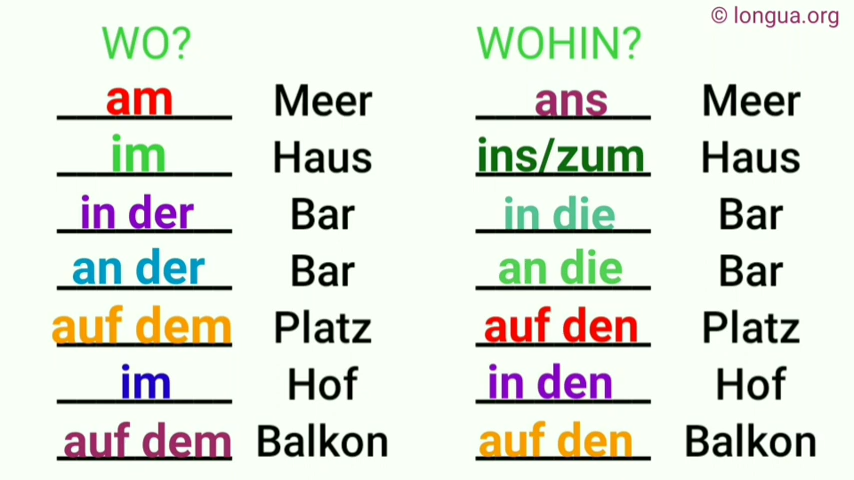 © longua.org
WO? WOHIN?
am Meer ans Meer
im Haus ins/zum Haus
in der Bar in die Bar
an der Bar an die Bar
auf dem Platz auf den Platz
im Hof in den Hof
auf dem Balkon auf den Balkon